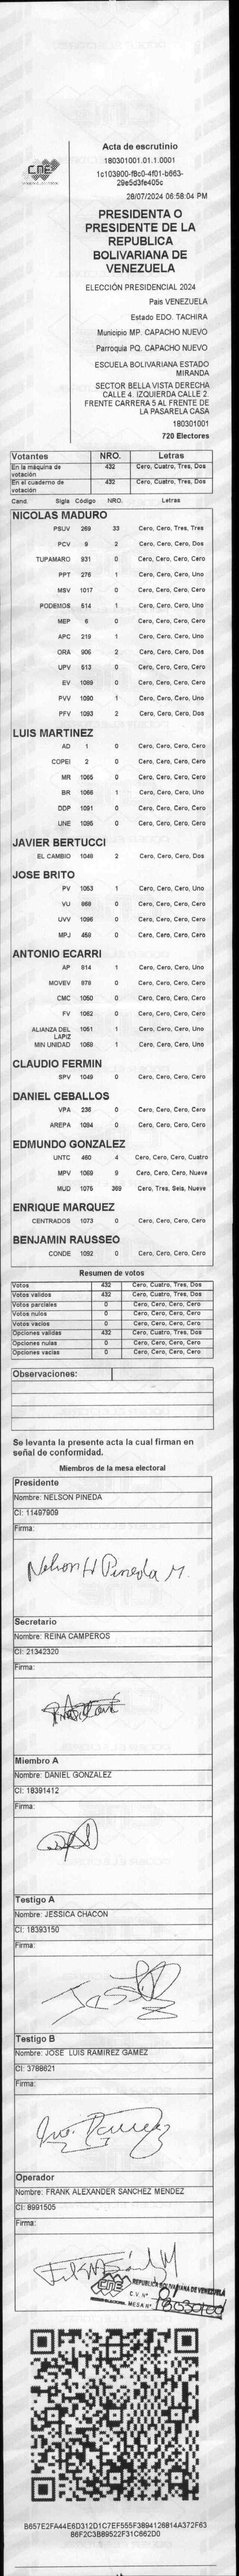 CNE
Acta de escrutinio
180301001.01.1.0001
1c103900-f8c0-4f01-b663-
29e5d3fe405c
28/07/2024 06:58:04 PM
PRESIDENTA O
PRESIDENTE DE LA
REPUBLICA
BOLIVARIANA DE
VENEZUELA
ELECCIÓN PRESIDENCIAL 2024
Pais VENEZUELA
Estado EDO. TACHIRA
Municipio MP. CAPACHO NUEVO
Parroquia PQ. CAPACHO NUEVO
ESCUELA BOLIVARIANA ESTADO
MIRANDA
SECTOR BELLA VISTA DERECHA
CALLE 4. IZQUIERDA CALLE 2.
FRENTE CARRERA 5 AL FRENTE DE
LA PASARELA CASA
180301001
720 Electores
Votantes NRO. Letras
En la máquina de votación 432 Cero, Cuatro, Tres, Dos
En el cuaderno de votación 432 Cero, Cuatro, Tres, Dos
Cand. Sigla Código NRO. Letras
NICOLAS MADURO
PSUV 269 33 Cero, Cero, Tres, Tres
PCV 9 2 Cero, Cero, Cero, Dos
TUPAMARO 931 0 Cero, Cero, Cero, Cero
PPT 276 1 Cero, Cero, Cero, Uno
MSV 1017 0 Cero, Cero, Cero, Cero
PODEMOS 514 1 Cero, Cero, Cero, Uno
MEP 6 0 Cero, Cero, Cero, Cero
APC 219 1 Cero, Cero, Cero, Uno
ORA 906 2 Cero, Cero, Cero, Dos
UPV 513 0 Cero, Cero, Cero, Cero
EV 1089 0 Cero, Cero, Cero, Cero
PVV 1090 1 Cero, Cero, Cero, Uno
PFV 1093 2 Cero, Cero, Cero, Dos
LUIS MARTINEZ
AD 1 0 Cero, Cero, Cero, Cero
COPEI 2 0 Cero, Cero, Cero, Cero
MR 1065 0 Cero, Cero, Cero, Cero
BR 1066 1 Cero, Cero, Cero, Uno
DDP 1091 0 Cero, Cero, Cero, Cero
UNE 1095 0 Cero, Cero, Cero, Cero
JAVIER BERTUCCI
EL CAMBIO 1048 2 Cero, Cero, Cero, Dos
JOSE BRITO
PV 1053 1 Cero, Cero, Cero, Uno
VU 868 0 Cero, Cero, Cero, Cero
UVV 1096 0 Cero, Cero, Cero, Cero
MPJ 458 0 Cero, Cero, Cero, Cero
ANTONIO ECARRI
AP 814 1 Cero, Cero, Cero, Uno
MOVEV 878 0 Cero, Cero, Cero, Cero
CMC 1050 0 Cero, Cero, Cero, Cero
FV 1062 0 Cero, Cero, Cero, Cero
ALIANZA DEL LAPIZ 1061 1 Cero, Cero, Cero, Uno
MIN UNIDAD 1068 1 Cero, Cero, Cero, Uno
CLAUDIO FERMIN
SPV 1049 0 Cero, Cero, Cero, Cero
DANIEL CEBALLOS
VPA 236 0 Cero, Cero, Cero, Cero
AREPA 1094 0 Cero, Cero, Cero, Cero
EDMUNDO GONZALEZ
UNTC 460 4 Cero, Cero, Cero, Cuatro
MPV 1069 9 Cero, Cero, Cero, Nueve
MUD 1075 369 Cero, Tres, Seis, Nueve
ENRIQUE MARQUEZ
CENTRADOS 1073 0 Cero, Cero, Cero, Cero
BENJAMIN RAUSSEO
CONDE 1092 0 Cero, Cero, Cero, Cero
Resumen de votos
Votos 432 Cero, Cuatro, Tres, Dos
Votos validos 432 Cero, Cuatro, Tres, Dos
Votos parciales 0 Cero, Cero, Cero, Cero
Votos nulos 0 Cero, Cero, Cero, Cero
Votos vacios 0 Cero, Cero, Cero, Cero
Opciones validas 432 Cero, Cuatro, Tres, Dos
Opciones nulas 0 Cero, Cero, Cero, Cero
Opciones vacias 0 Cero, Cero, Cero, Cero
Observaciones:
Se levanta la presente acta la cual firman en
señal de conformidad.
Miembros de la mesa electoral
Presidente
Nombre: NELSON PINEDA
CI: 11497909
Firma:
Nelson H Pineda M.
Secretario
Nombre: REINA CAMPEROS
CI: 21342320
Firma:
Miembro A
Nombre: DANIEL GONZALEZ
CI: 18391412
Firma:
Testigo A
Nombre: JESSICA CHACON
CI: 18393150
Firma:
Testigo B
Nombre: JOSE LUIS RAMIREZ GAMEZ
CI: 3788621
Firma:
Operador
Nombre: FRANK ALEXANDER SANCHEZ MENDEZ
CI: 8991505
Firma:
CNE REPUBLICA BOLIVARIANA DE VENEZUELA
C.V. Nº
MESA Nº
B657E2FA44E6D312D1C7EF555F3894126814A372F63
86F2C3B89522F31C662D0